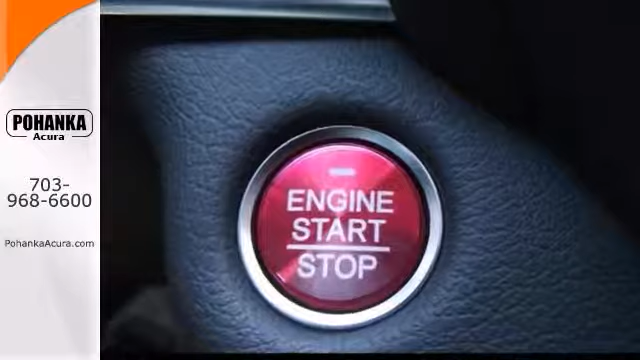 POHANKA
Acura
703-
968-6600
PohankaAcura.com
ENGINE
START
STOP